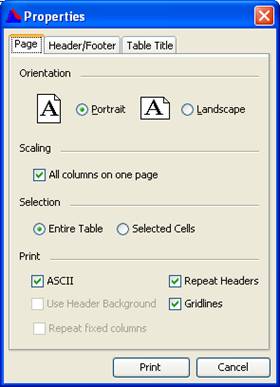 Properties
Page Header/Footer Table Title
Orientation
A Portrait A Landscape
Scaling
All columns on one page
Selection
Entire Table Selected Cells
Print
ASCII Repeat Headers
Use Header Background Gridlines
Repeat fixed columns
Print Cancel